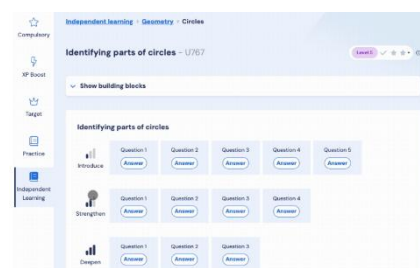 Compulsory
XP Boost
Target
Practice
Independent
Learning
Independent learning › Geometry › Circles
Identifying parts of circles - U767
Level 5
Show building blocks
Identifying parts of circles
Introduce
Question 1 Question 2 Question 3 Question 4 Question 5
Answer Answer Answer Answer Answer
Strengthen
Question 1 Question 2 Question 3 Question 4
Answer Answer Answer Answer
Deepen
Question 1 Question 2 Question 3
Answer Answer Answer